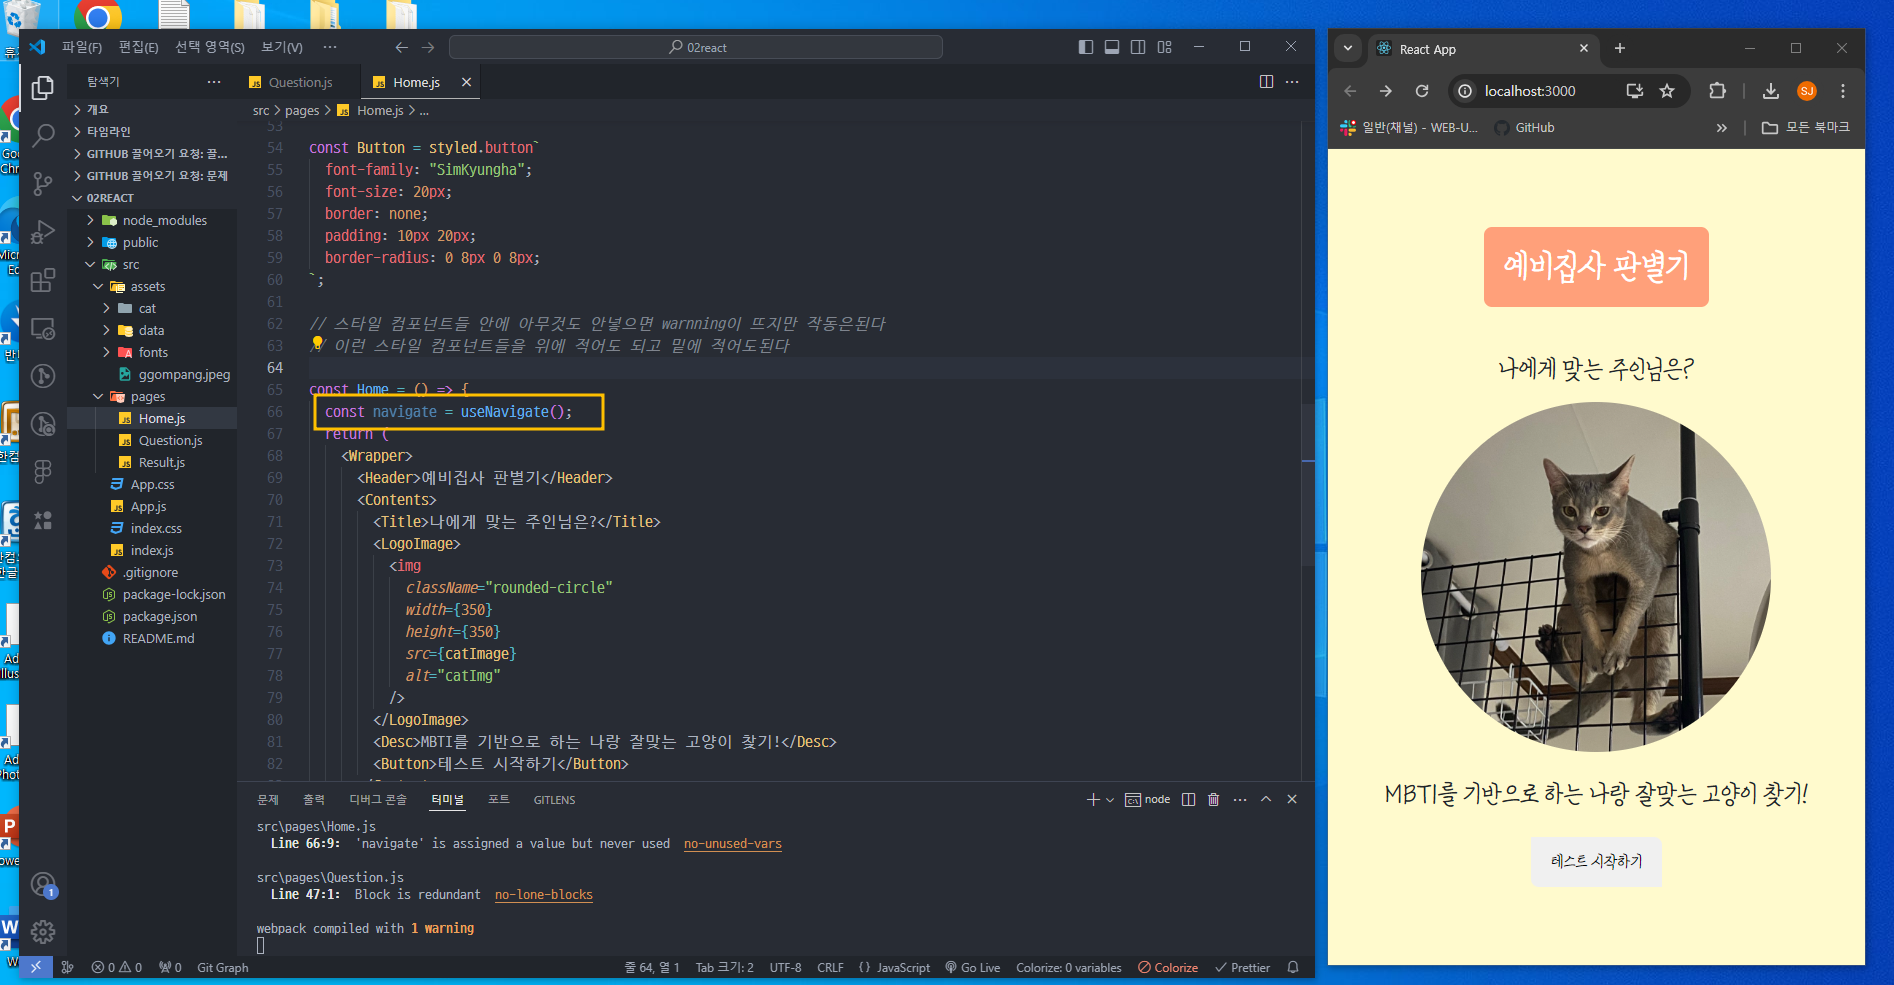 파일(F) 편집(E) 선택 영역(S) 보기(V) ···
02react
탐색기
Question.js
Home.js
개요
타임라인
GITHUB 끌어오기 요청: 끌...
GITHUB 끌어오기 요청: 문제
02REACT
node_modules
public
src
assets
cat
data
fonts
ggompang.jpeg
pages
Home.js
Question.js
Result.js
App.css
App.js
index.css
index.js
.gitignore
package-lock.json
package.json
README.md
src > pages > Home.js > ...
53
54 const Button = styled.button`
55 font-family: "SimKyungha";
56 font-size: 20px;
57 border: none;
58 padding: 10px 20px;
59 border-radius: 0 8px 0 8px;
60 `;
61
62 // 스타일 컴포넌트들 안에 아무것도 안넣으면 warnning이 뜨지만 작동은된다
63 // 이런 스타일 컴포넌트들을 위에 적어도 되고 밑에 적어도된다
64
65 const Home = () => {
66 const navigate = useNavigate();
67 return (
68 <Wrapper>
69 <Header>예비집사 판별기</Header>
70 <Contents>
71 <Title>나에게 맞는 주인님은?</Title>
72 <LogoImage>
73 <img
74 className="rounded-circle"
75 width={350}
76 height={350}
77 src={catImage}
78 alt="catImg"
79 />
80 </LogoImage>
81 <Desc>MBTI를 기반으로 하는 나랑 잘맞는 고양이 찾기!</Desc>
82 <Button>테스트 시작하기</Button>
문제 출력 디버그 콘솔 터미널 포트 GITLENS
node
src\pages\Home.js
Line 66:9: 'navigate' is assigned a value but never used no-unused-vars
src\pages\Question.js
Line 47:1: Block is redundant no-lone-blocks
webpack compiled with 1 warning
1
0 0 0 Git Graph
줄 64, 열 1 Tab 크기: 2 UTF-8 CRLF {} JavaScript Go Live Colorize: 0 variables Colorize Prettier
React App
localhost:3000
SJ
일반(채널) - WEB-U... GitHub
모든 북마크
예비집사 판별기
나에게 맞는 주인님은?
MBTI를 기반으로 하는 나랑 잘맞는 고양이 찾기!
테스트 시작하기